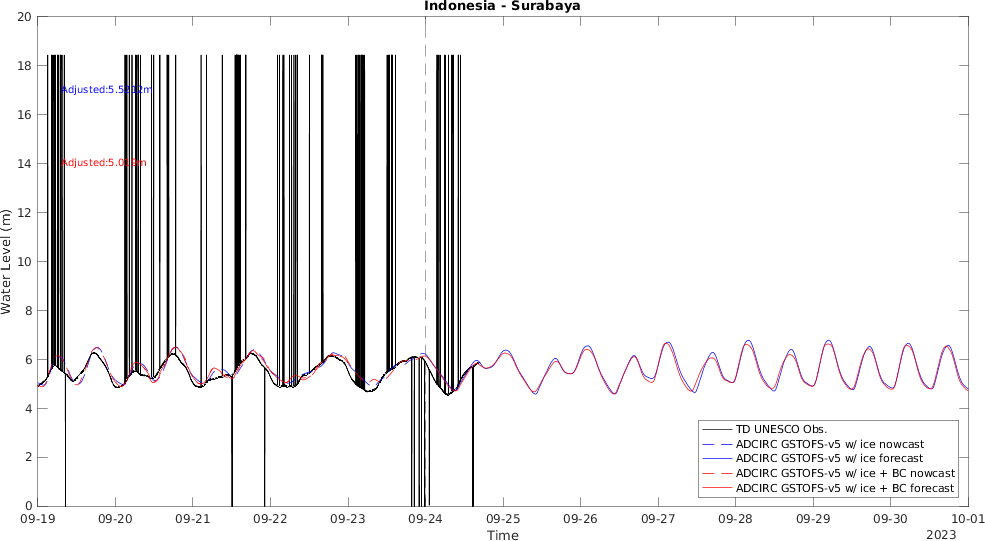 Indonesia - Surabaya
20
18
16
14
12
10
8
6
4
2
0
Water Level (m)
Adjusted:
Adjusted:
TD UNESCO Obs.
ADCIRC GSTOFS-v5 w/ ice nowcast
ADCIRC GSTOFS-v5 w/ ice forecast
ADCIRC GSTOFS-v5 w/ ice + BC nowcast
ADCIRC GSTOFS-v5 w/ ice + BC forecast
09-19 09-20 09-21 09-22 09-23 09-24 09-25 09-26 09-27 09-28 09-29 09-30 10-01
Time
2023